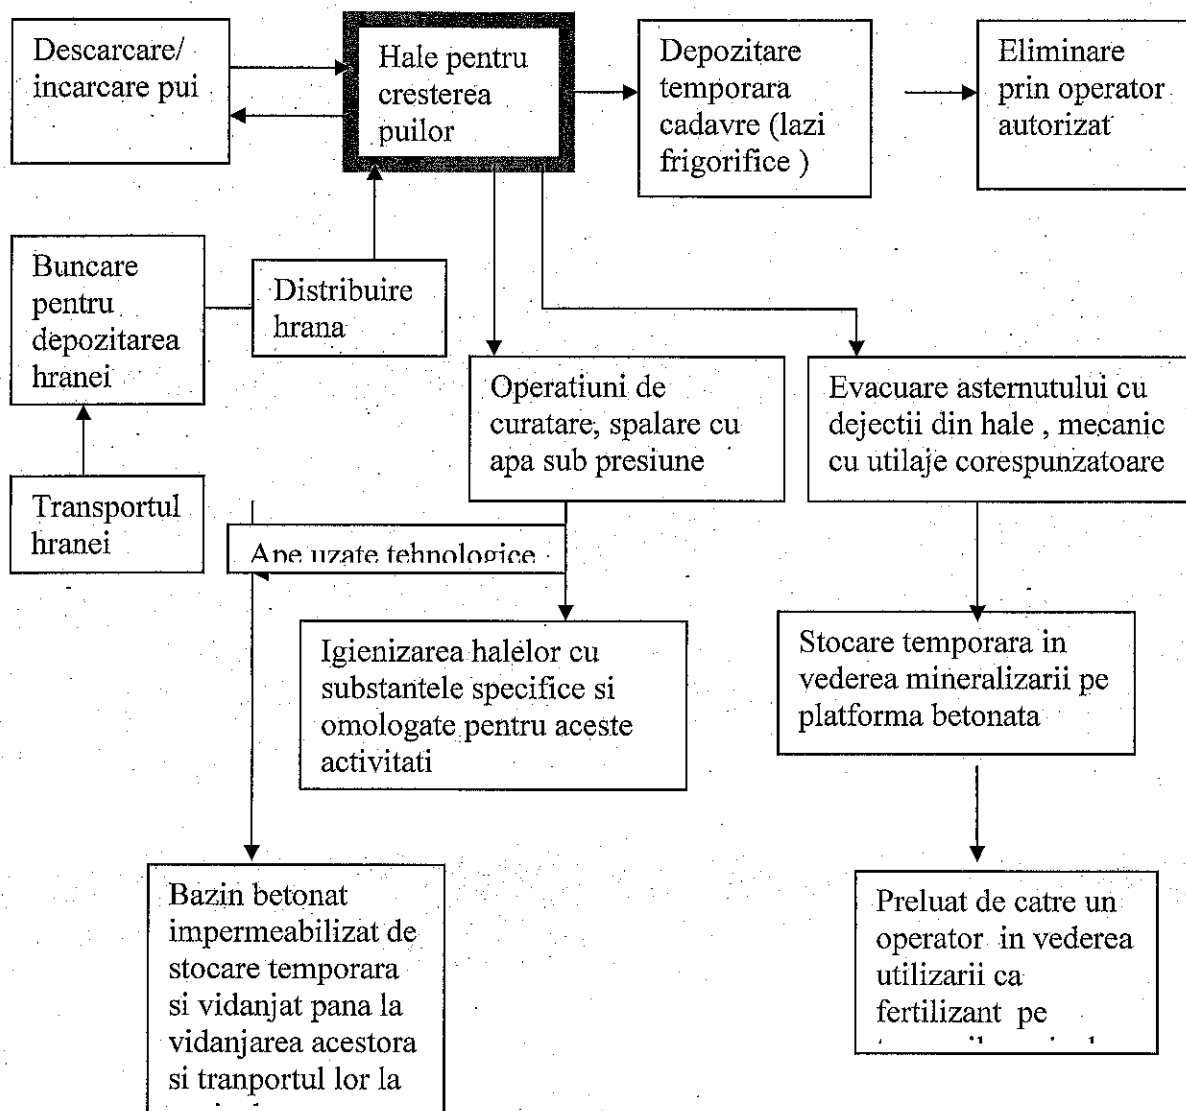 Descarcare/
incarcare pui
Hale pentru
cresterea
puilor
Depozitare
temporara
cadavre (lazi
frigorifice )
Eliminare
prin operator
autorizat
Buncare
pentru
depozitarea
hranei
Distribuire
hrana
Transportul
hranei
Operatiuni de
curatare, spalare cu
apa sub presiune
Evacuare asternutului cu
dejectii din hale , mecanic
cu utilaje corespunzatoare
Ape uzate tehnologice
Igienizarea halelor cu
substantele specifice si
omologate pentru aceste
activitati
Stocare temporara in
vederea mineralizarii pe
platforma betonata
Bazin betonat
impermeabilizat de
stocare temporara
si vidanjat pana la
vidanjarea acestora
si tranportul lor la
Preluat de catre un
operator in vederea
utilizarii ca
fertilizant pe